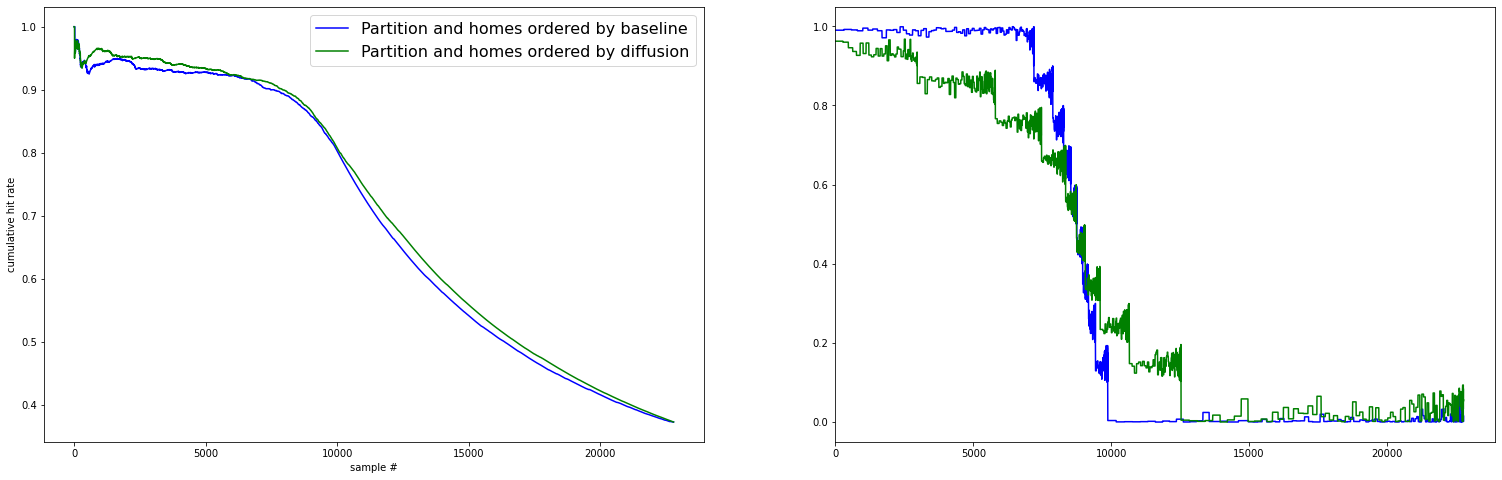 1.0
0.9
0.8
0.7
0.6
0.5
0.4
cumulative hit rate
Partition and homes ordered by baseline
Partition and homes ordered by diffusion
0 5000 10000 15000 20000
sample #
1.0
0.8
0.6
0.4
0.2
0.0
0 5000 10000 15000 20000